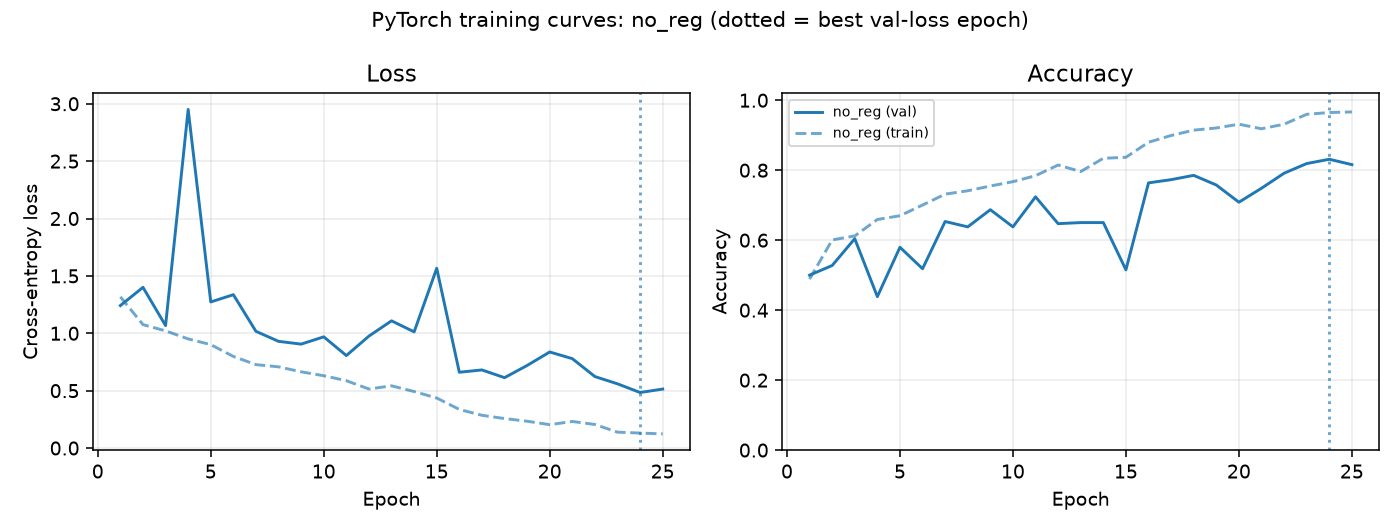 PyTorch training curves: no_reg (dotted = best val-loss epoch)
Loss
Cross-entropy loss
3.0
2.5
2.0
1.5
1.0
0.5
0.0
0 5 10 15 20 25
Epoch
Accuracy
Accuracy
no_reg (val)
no_reg (train)
1.0
0.8
0.6
0.4
0.2
0.0
0 5 10 15 20 25
Epoch